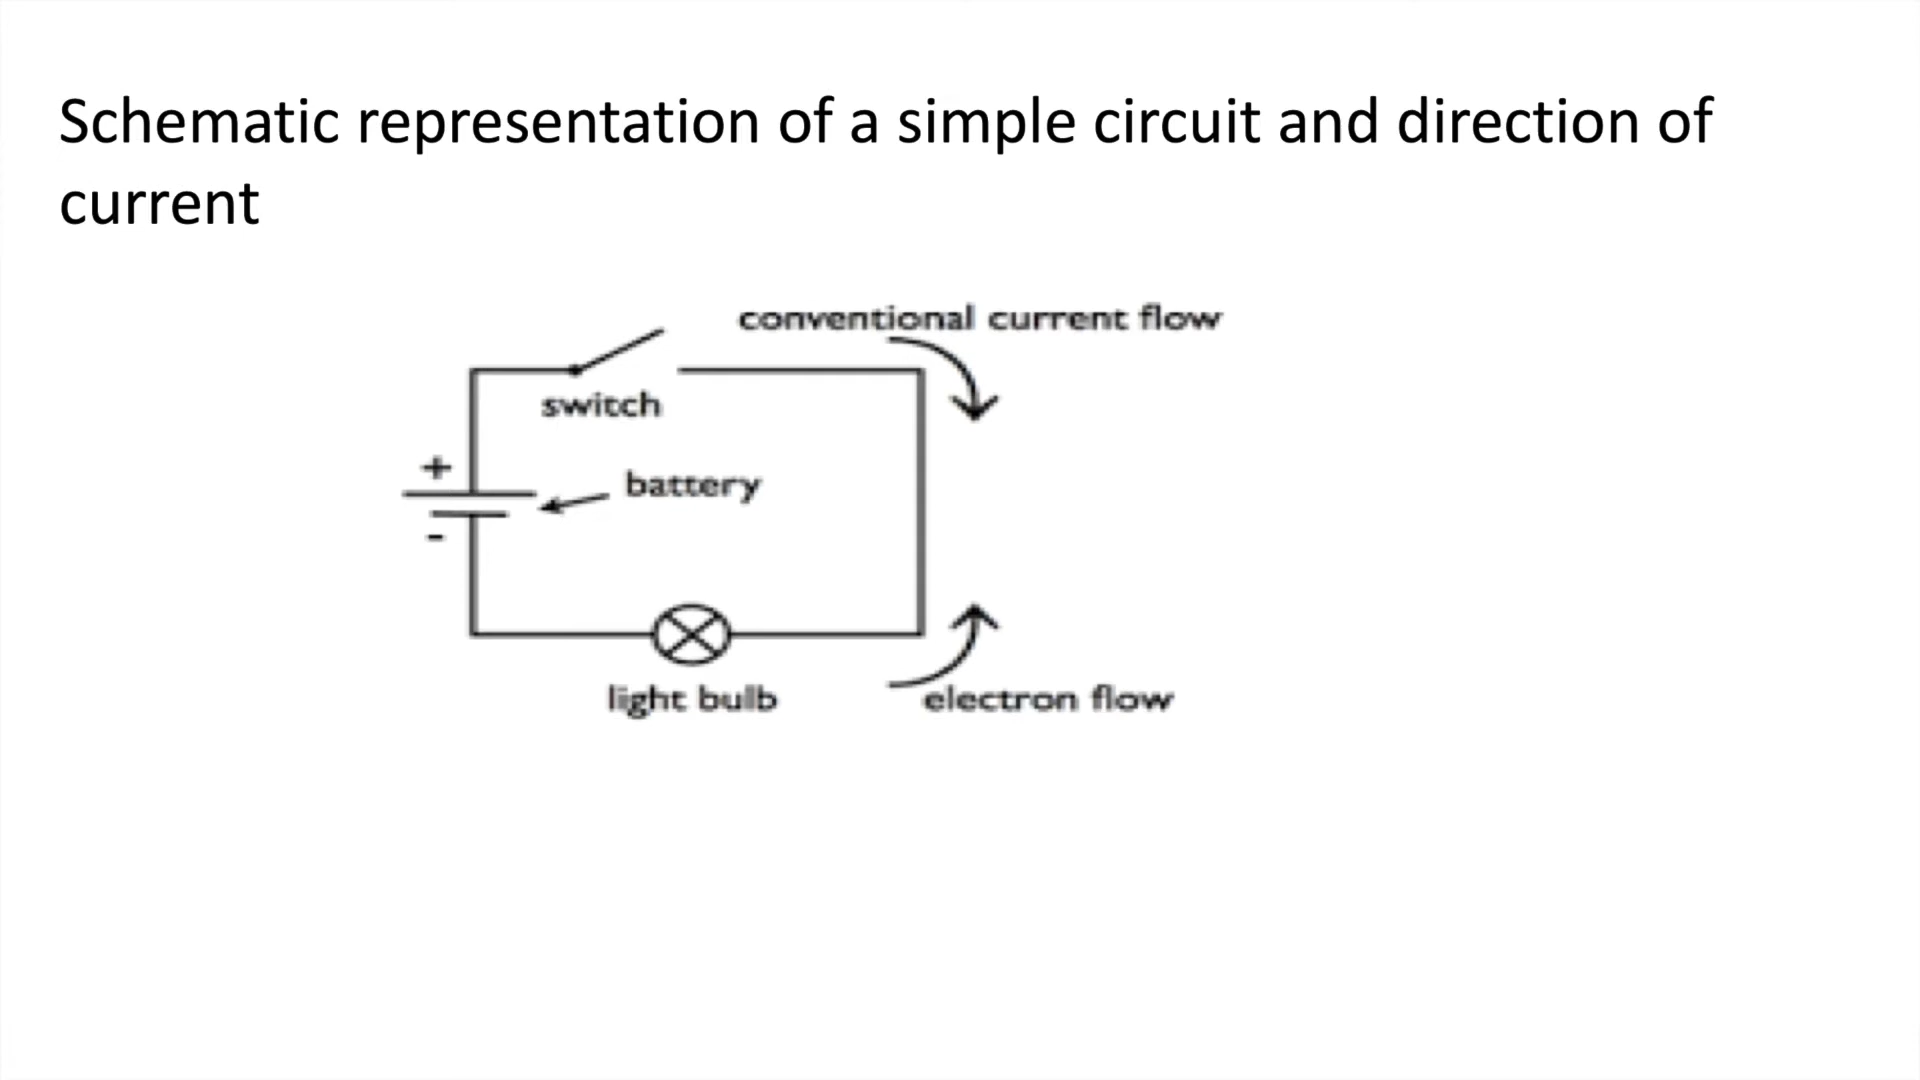 Schematic representation of a simple circuit and direction of
current
conventional current flow
switch
+
battery
-
light bulb
electron flow